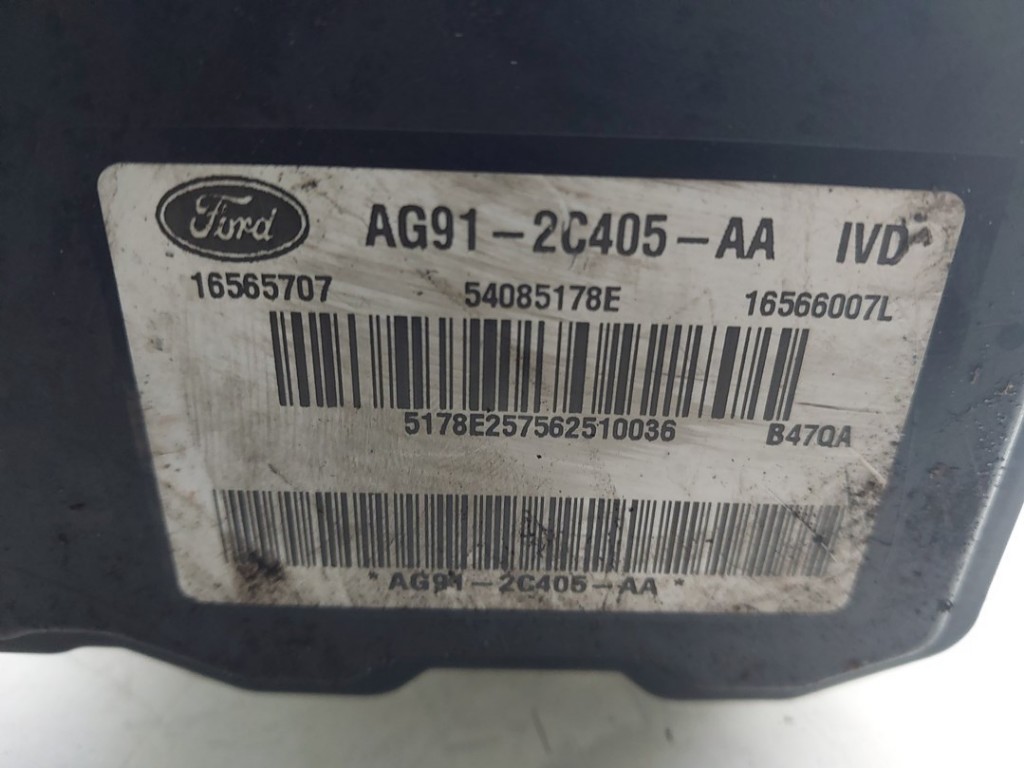 Ford AG91-2C405-AA IVD
16565707 54085178E 16566007L
5178E257562510036 B47QA
* AG91-2C405-AA *